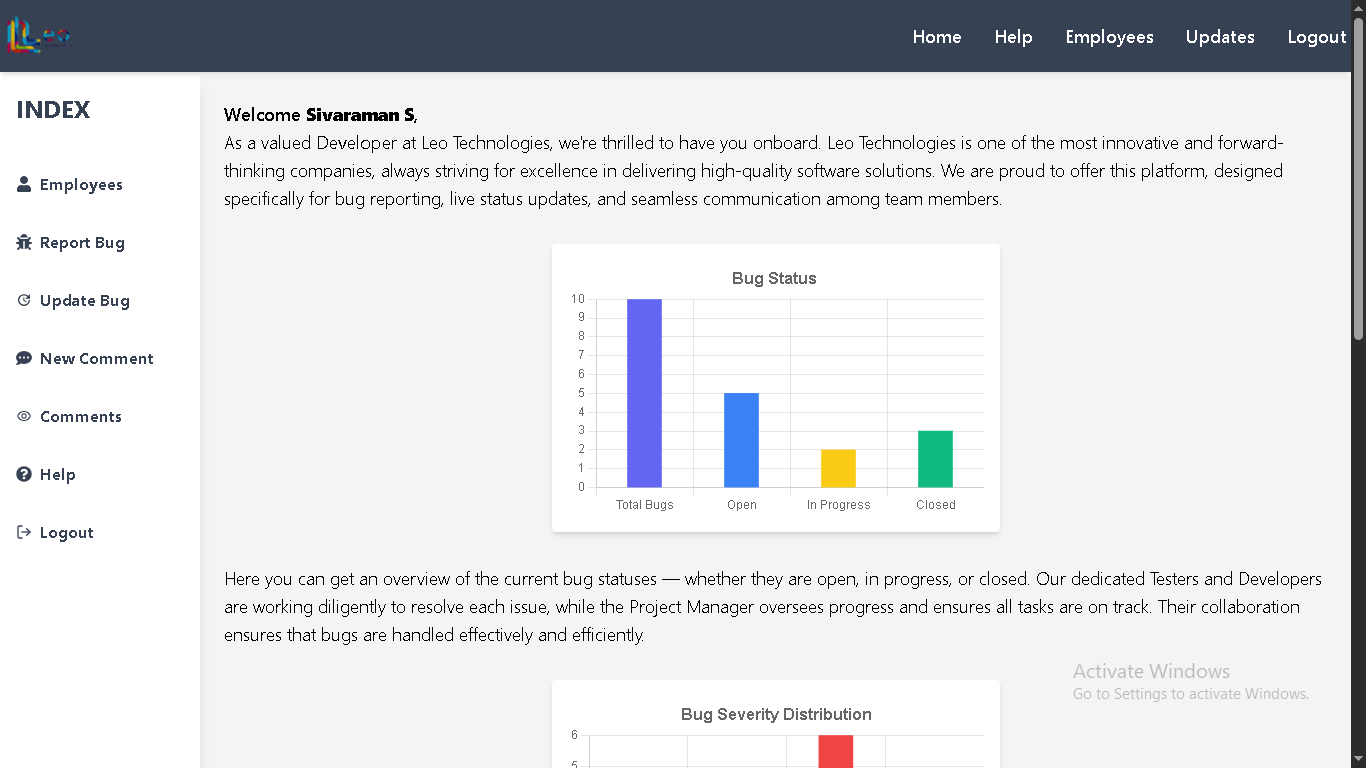 Leo
Home Help Employees Updates Logout
INDEX
Employees
Report Bug
Update Bug
New Comment
Comments
Help
Logout
Welcome Sivaraman S,
As a valued Developer at Leo Technologies, we're thrilled to have you onboard. Leo Technologies is one of the most innovative and forward-
thinking companies, always striving for excellence in delivering high-quality software solutions. We are proud to offer this platform, designed
specifically for bug reporting, live status updates, and seamless communication among team members.
Bug Status
10
9
8
7
6
5
4
3
2
1
0
Total Bugs Open In Progress Closed
Here you can get an overview of the current bug statuses — whether they are open, in progress, or closed. Our dedicated Testers and Developers
are working diligently to resolve each issue, while the Project Manager oversees progress and ensures all tasks are on track. Their collaboration
ensures that bugs are handled effectively and efficiently.
Bug Severity Distribution
6
5
Activate Windows
Go to Settings to activate Windows.